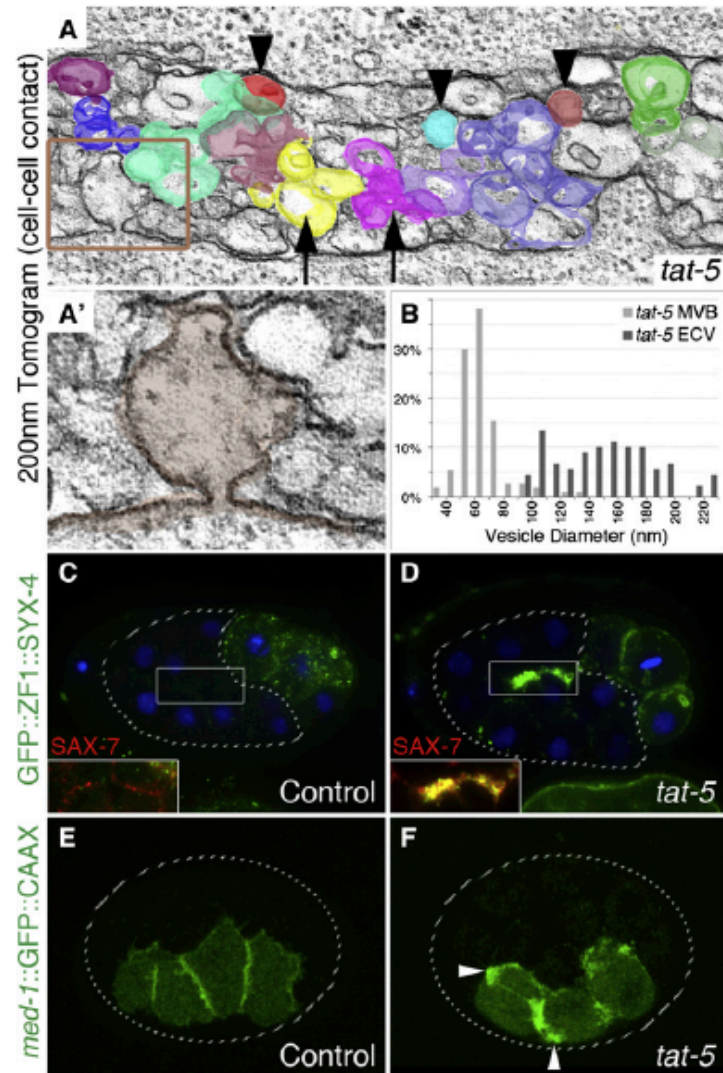 A
200nm Tomogram (cell-cell contact)
tat-5
A'
B
tat-5 MVB
tat-5 ECV
30%
20%
10%
0%
40
60
80
100
120
140
160
180
200
220
Vesicle Diameter (nm)
GFP::ZF1::SYX-4
C
SAX-7
Control
D
SAX-7
tat-5
med-1::GFP::CAAX
E
Control
F
tat-5